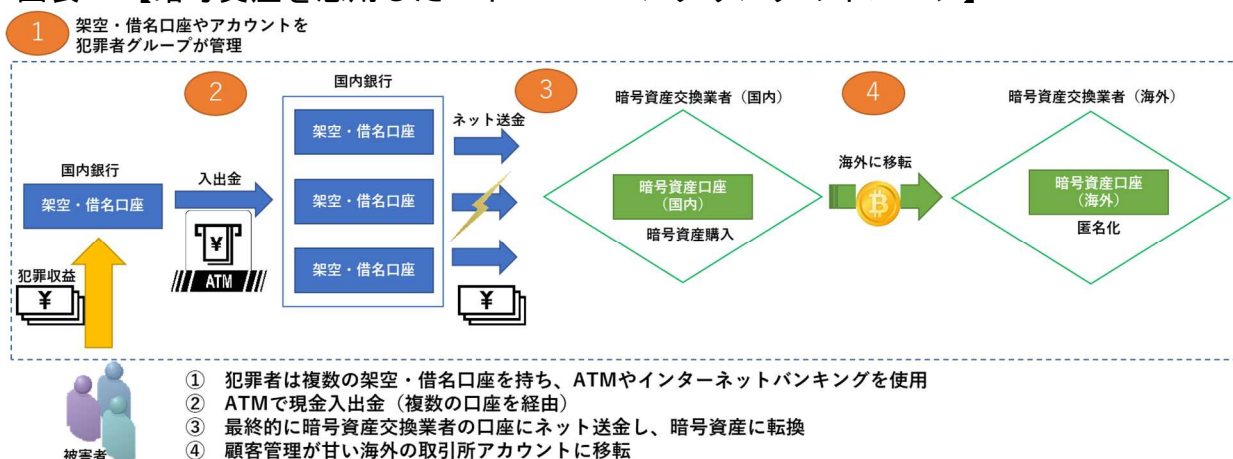 1
架空・借名口座やアカウントを
犯罪者グループが管理
2
国内銀行
3
暗号資産交換業者（国内）
4
暗号資産交換業者（海外）
架空・借名口座
ネット送金
国内銀行
入出金
海外に移転
架空・借名口座
架空・借名口座
暗号資産口座
（国内）
暗号資産口座
（海外）
暗号資産購入
匿名化
¥
ATM
架空・借名口座
犯罪収益
¥
¥
① 犯罪者は複数の架空・借名口座を持ち、ATMやインターネットバンキングを使用
② ATMで現金入出金（複数の口座を経由）
③ 最終的に暗号資産交換業者の口座にネット送金し、暗号資産に転換
④ 顧客管理が甘い海外の取引所アカウントに移転
被害者